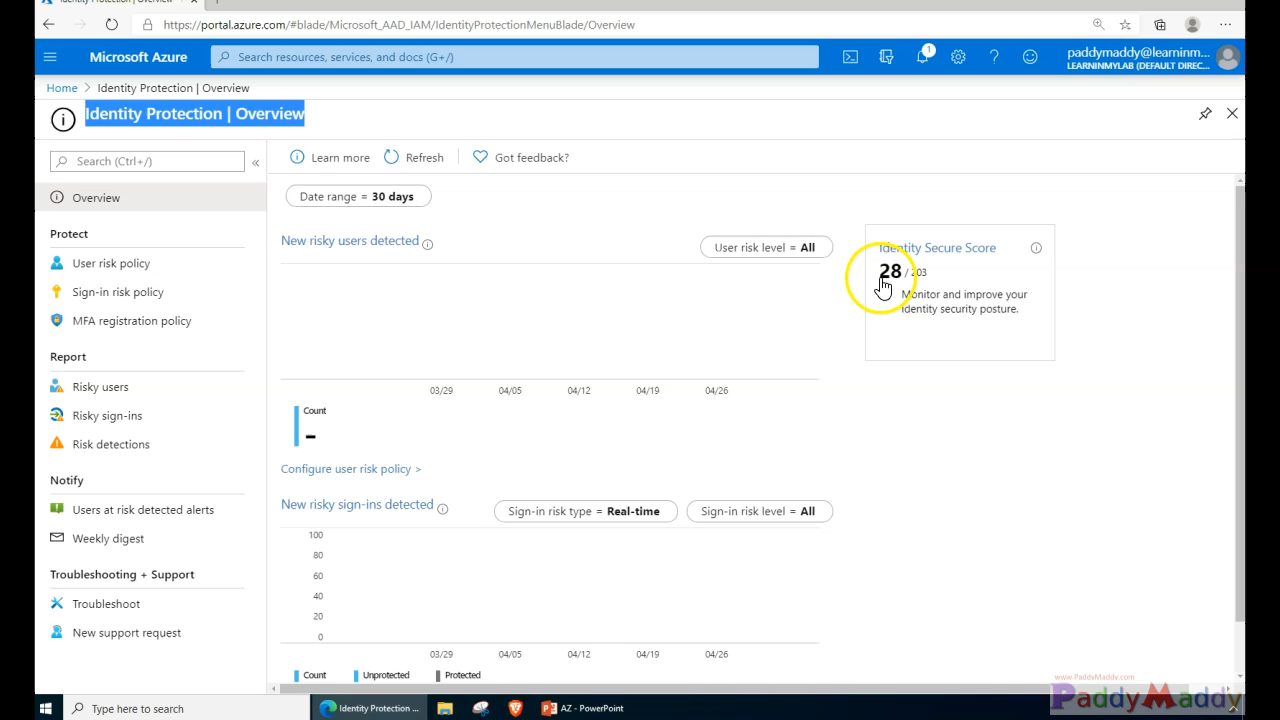 Identity Protection | Overview
https://portal.azure.com/#blade/Microsoft_AAD_IAM/IdentityProtectionMenuBlade/Overview
Microsoft Azure
Search resources, services, and docs (G+/)
1
paddymaddy@learninm...
LEARNINMYLAB (DEFAULT DIREC...
Home > Identity Protection | Overview
Identity Protection | Overview
Search (Ctrl+/)
«
Overview
Protect
User risk policy
Sign-in risk policy
MFA registration policy
Report
Risky users
Risky sign-ins
Risk detections
Notify
Users at risk detected alerts
Weekly digest
Troubleshooting + Support
Troubleshoot
New support request
Learn more
Refresh
Got feedback?
Date range = 30 days
New risky users detected
User risk level = All
03/29 04/05 04/12 04/19 04/26
Count
-
Configure user risk policy >
New risky sign-ins detected
Sign-in risk type = Real-time
Sign-in risk level = All
100
80
60
40
20
0
03/29 04/05 04/12 04/19 04/26
Count Unprotected Protected
Identity Secure Score
28 / 203
Monitor and improve your
identity security posture.
www.PaddyMaddy.com
PaddyMaddy
Type here to search
Identity Protection ...
AZ - PowerPoint